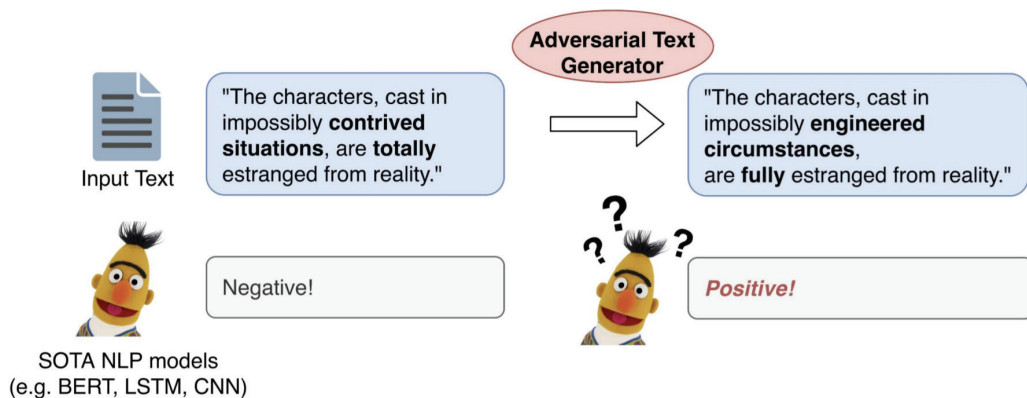 Adversarial Text
Generator
"The characters, cast in
impossibly contrived
situations, are totally
estranged from reality."
"The characters, cast in
impossibly engineered
circumstances,
are fully estranged from reality."
Input Text
?
?
?
Negative!
Positive!
SOTA NLP models
(e.g. BERT, LSTM, CNN)